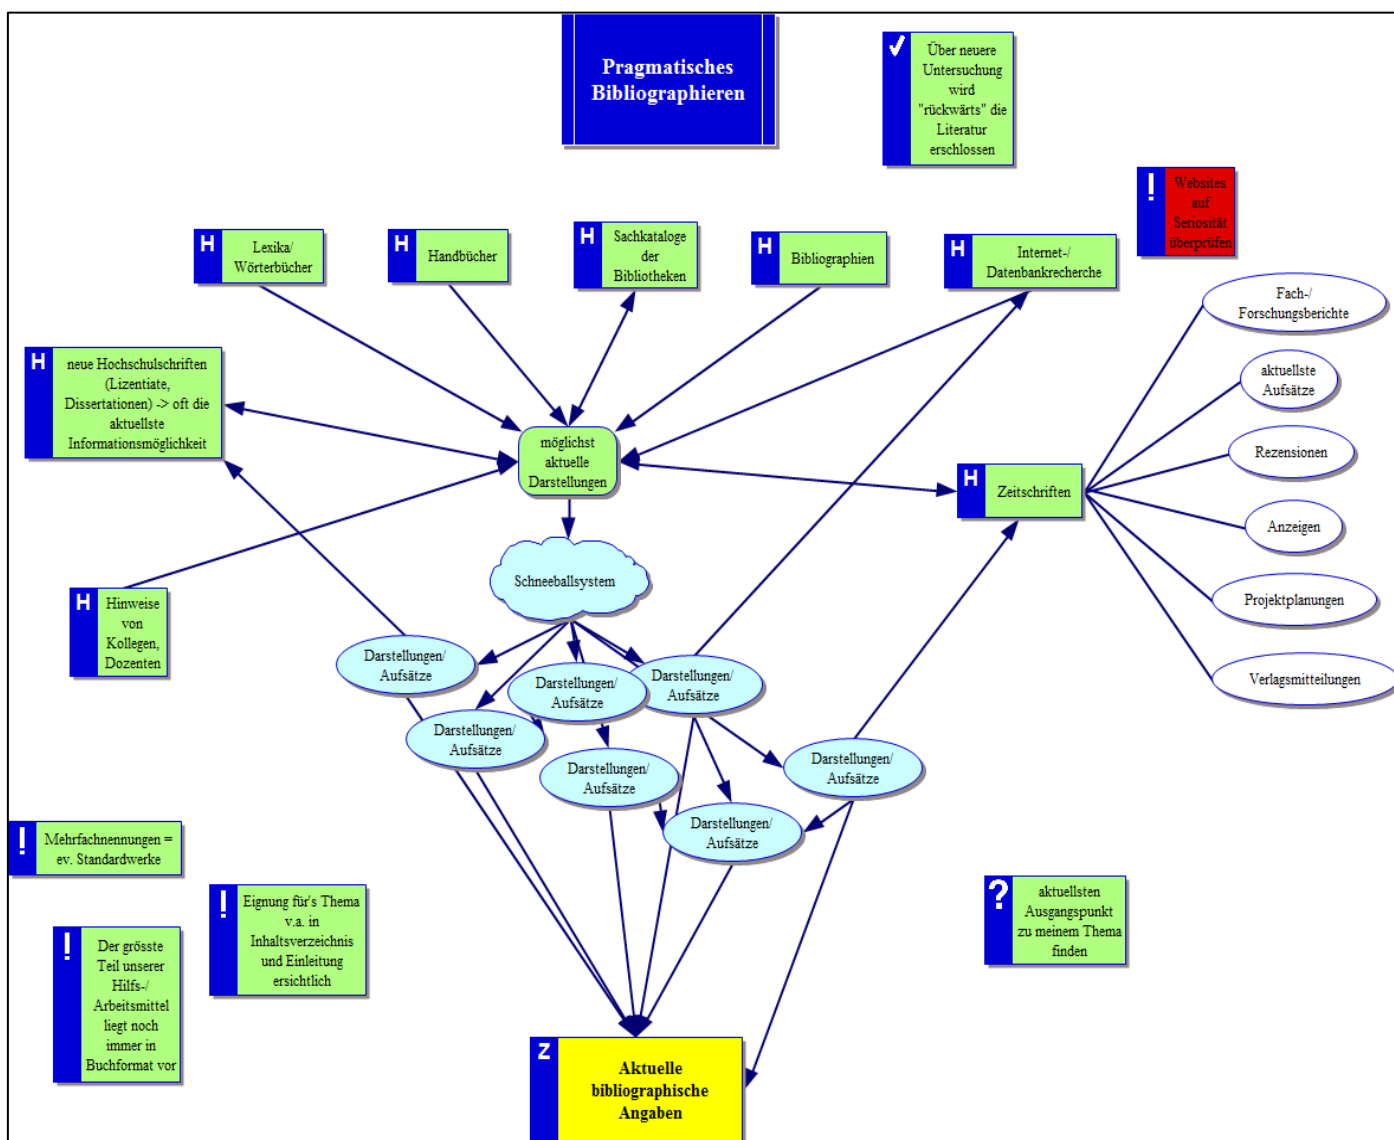 Pragmatisches
Bibliographieren
✓
Über neuere
Untersuchung
wird
"rückwärts" die
Literatur
erschlossen
!
Websites
auf
Seriosität
überprüfen
H
Lexika/
Wörterbücher
H
Handbücher
H
Sachkataloge
der
Bibliotheken
H
Bibliographien
H
Internet-/
Datenbankrecherche
Fach-/
Forschungsberichte
H
neue Hochschulschriften
(Lizentiate,
Dissertationen) -> oft die
aktuellste
Informationsmöglichkeit
aktuellste
Aufsätze
möglichst
aktuelle
Darstellungen
Rezensionen
H
Zeitschriften
Anzeigen
Schneeballsystem
H
Hinweise
von
Kollegen,
Dozenten
Projektplanungen
Darstellungen/
Aufsätze
Darstellungen/
Aufsätze
Darstellungen/
Aufsätze
Verlagsmitteilungen
Darstellungen/
Aufsätze
Darstellungen/
Aufsätze
Darstellungen/
Aufsätze
Darstellungen/
Aufsätze
!
Mehrfachnennungen =
ev. Standardwerke
!
Eignung für's Thema
v.a. in
Inhaltsverzeichnis
und Einleitung
ersichtlich
?
aktuellsten
Ausgangspunkt
zu meinem Thema
finden
!
Der grösste
Teil unserer
Hilfs-/
Arbeitsmittel
liegt noch
immer in
Buchformat vor
Z
Aktuelle
bibliographische
Angaben